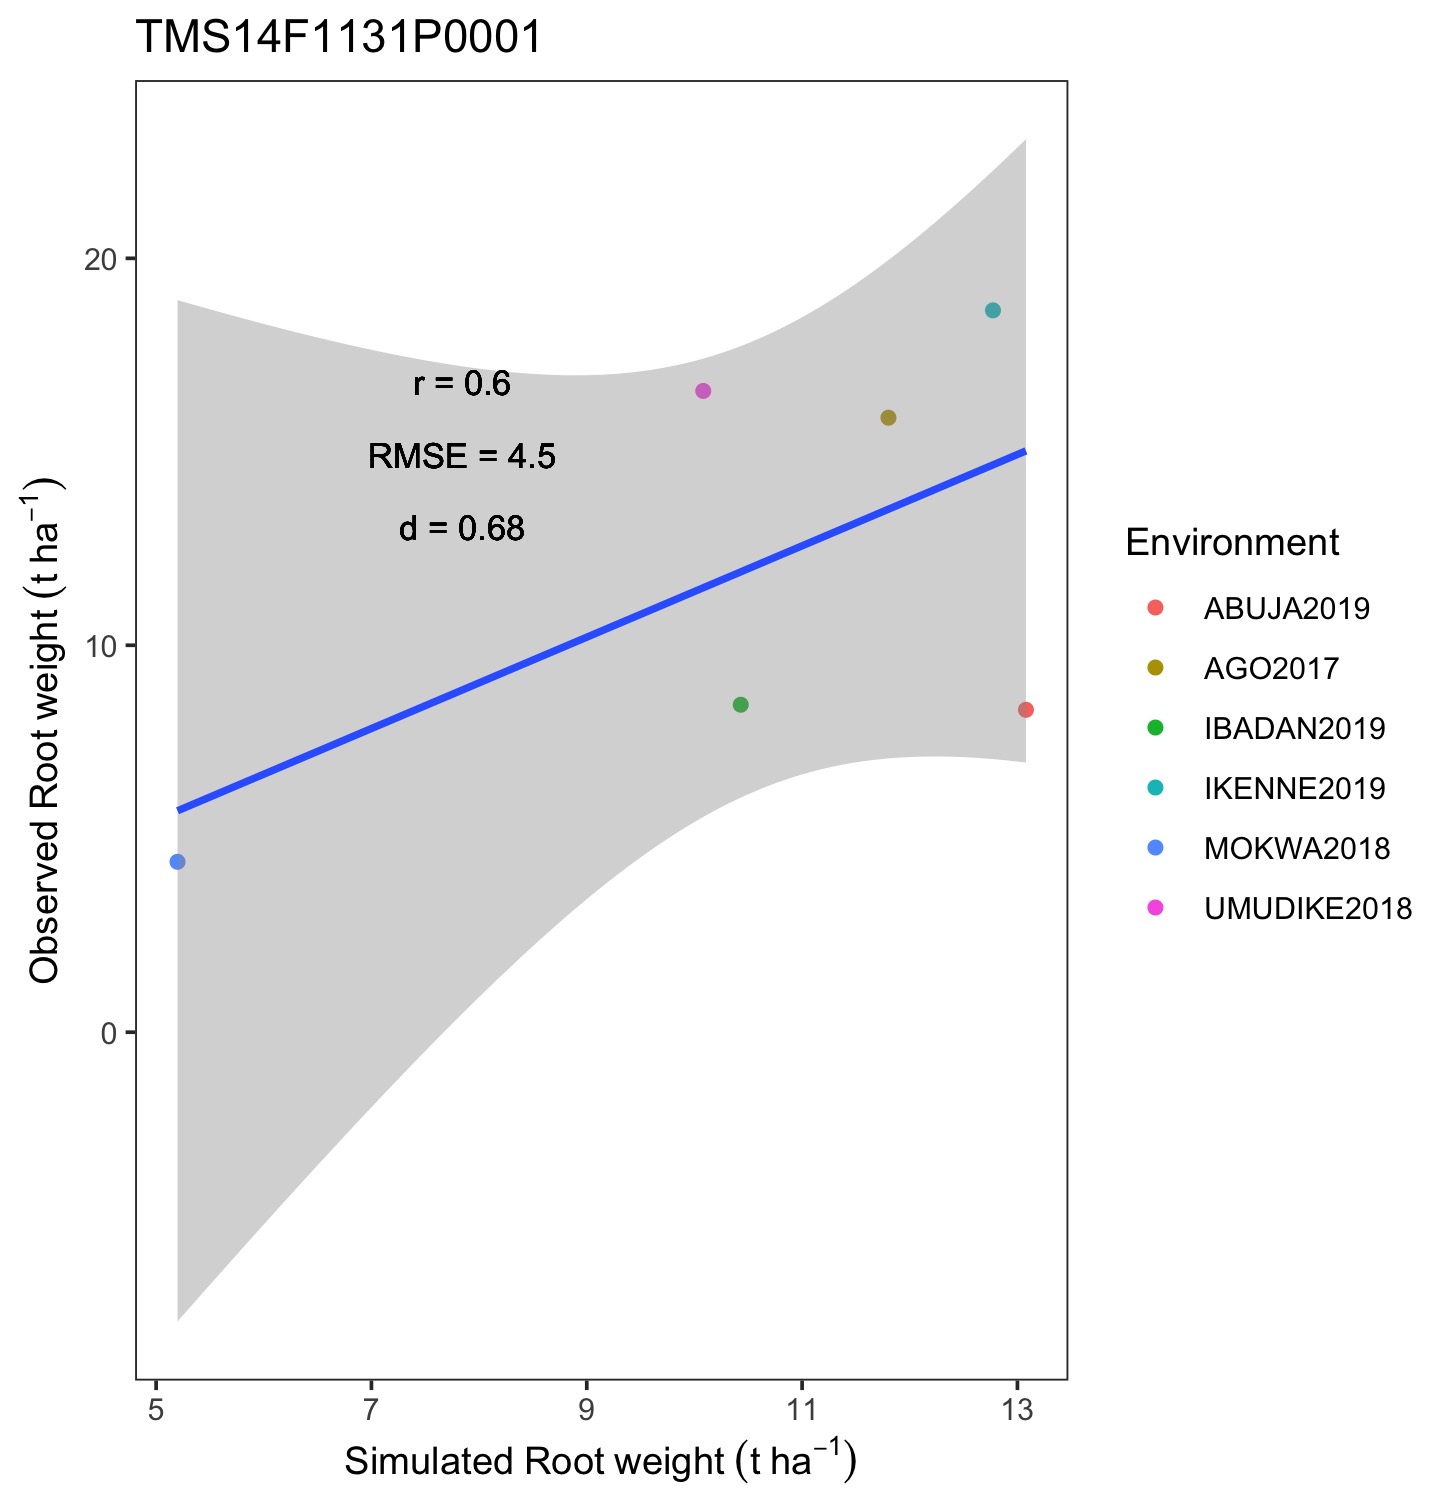 TMS14F1131P0001
20
10
0
Observed Root weight (t ha⁻¹)
r = 0.6
RMSE = 4.5
d = 0.68
5 7 9 11 13
Simulated Root weight (t ha⁻¹)
Environment
ABUJA2019
AGO2017
IBADAN2019
IKENNE2019
MOKWA2018
UMUDIKE2018